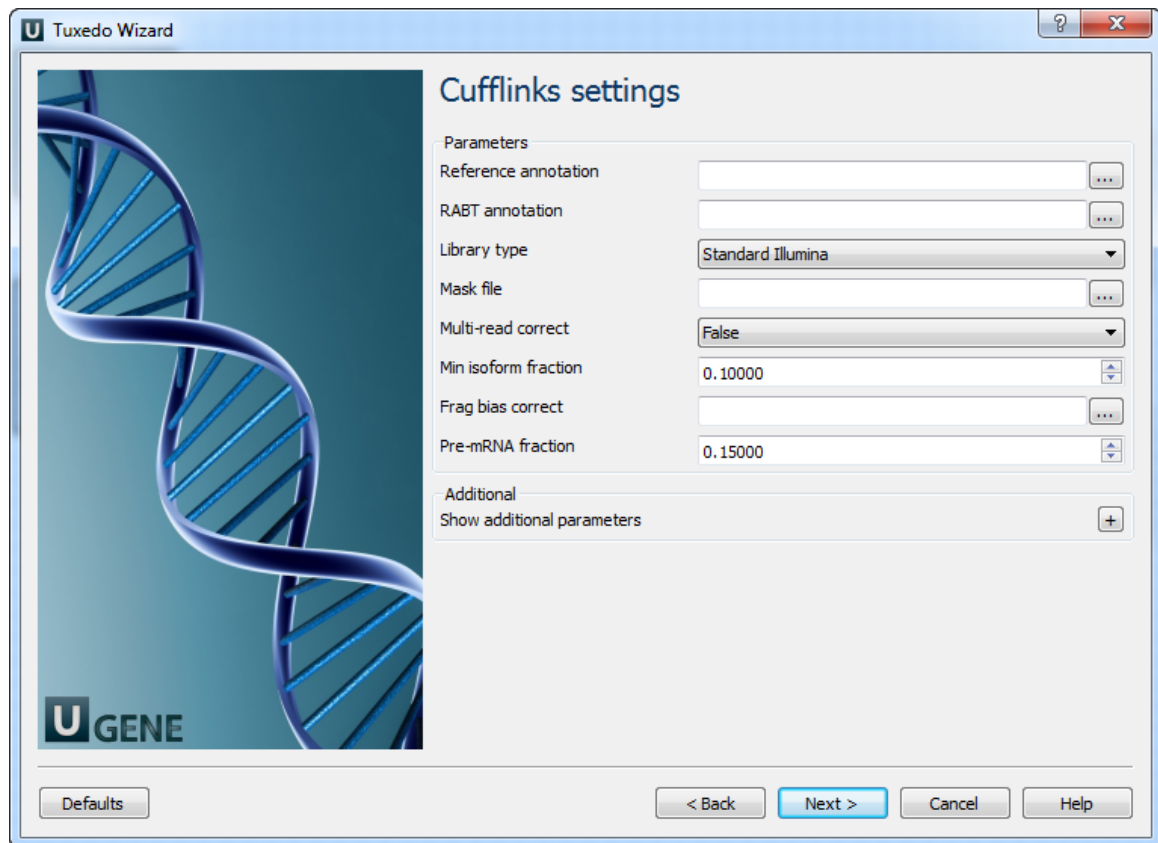 U Tuxedo Wizard ? X
Cufflinks settings
Parameters
Reference annotation ...
RABT annotation ...
Library type Standard Illumina
Mask file ...
Multi-read correct False
Min isoform fraction 0.10000
Frag bias correct ...
Pre-mRNA fraction 0.15000
Additional
Show additional parameters +
U GENE
Defaults < Back Next > Cancel Help